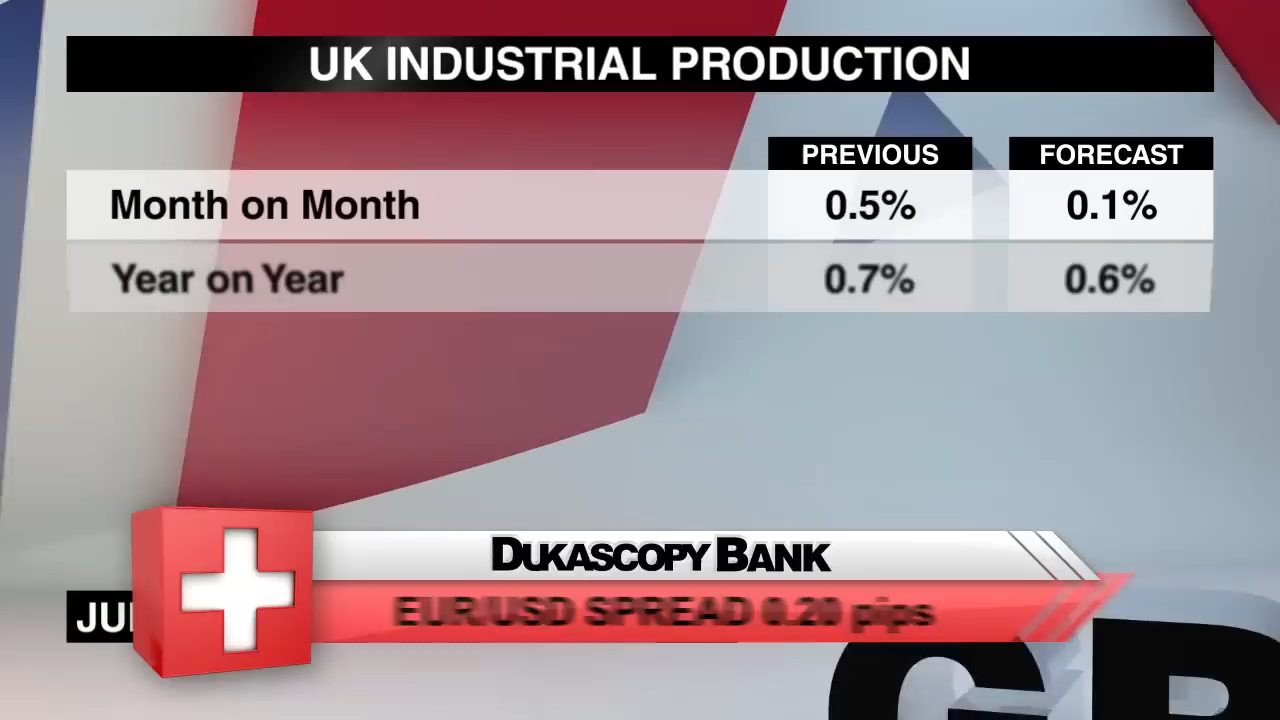 UK INDUSTRIAL PRODUCTION
PREVIOUS FORECAST
Month on Month 0.5% 0.1%
Year on Year 0.7% 0.6%
DUKASCOPY BANK
EUR/USD SPREAD 0.20 pips